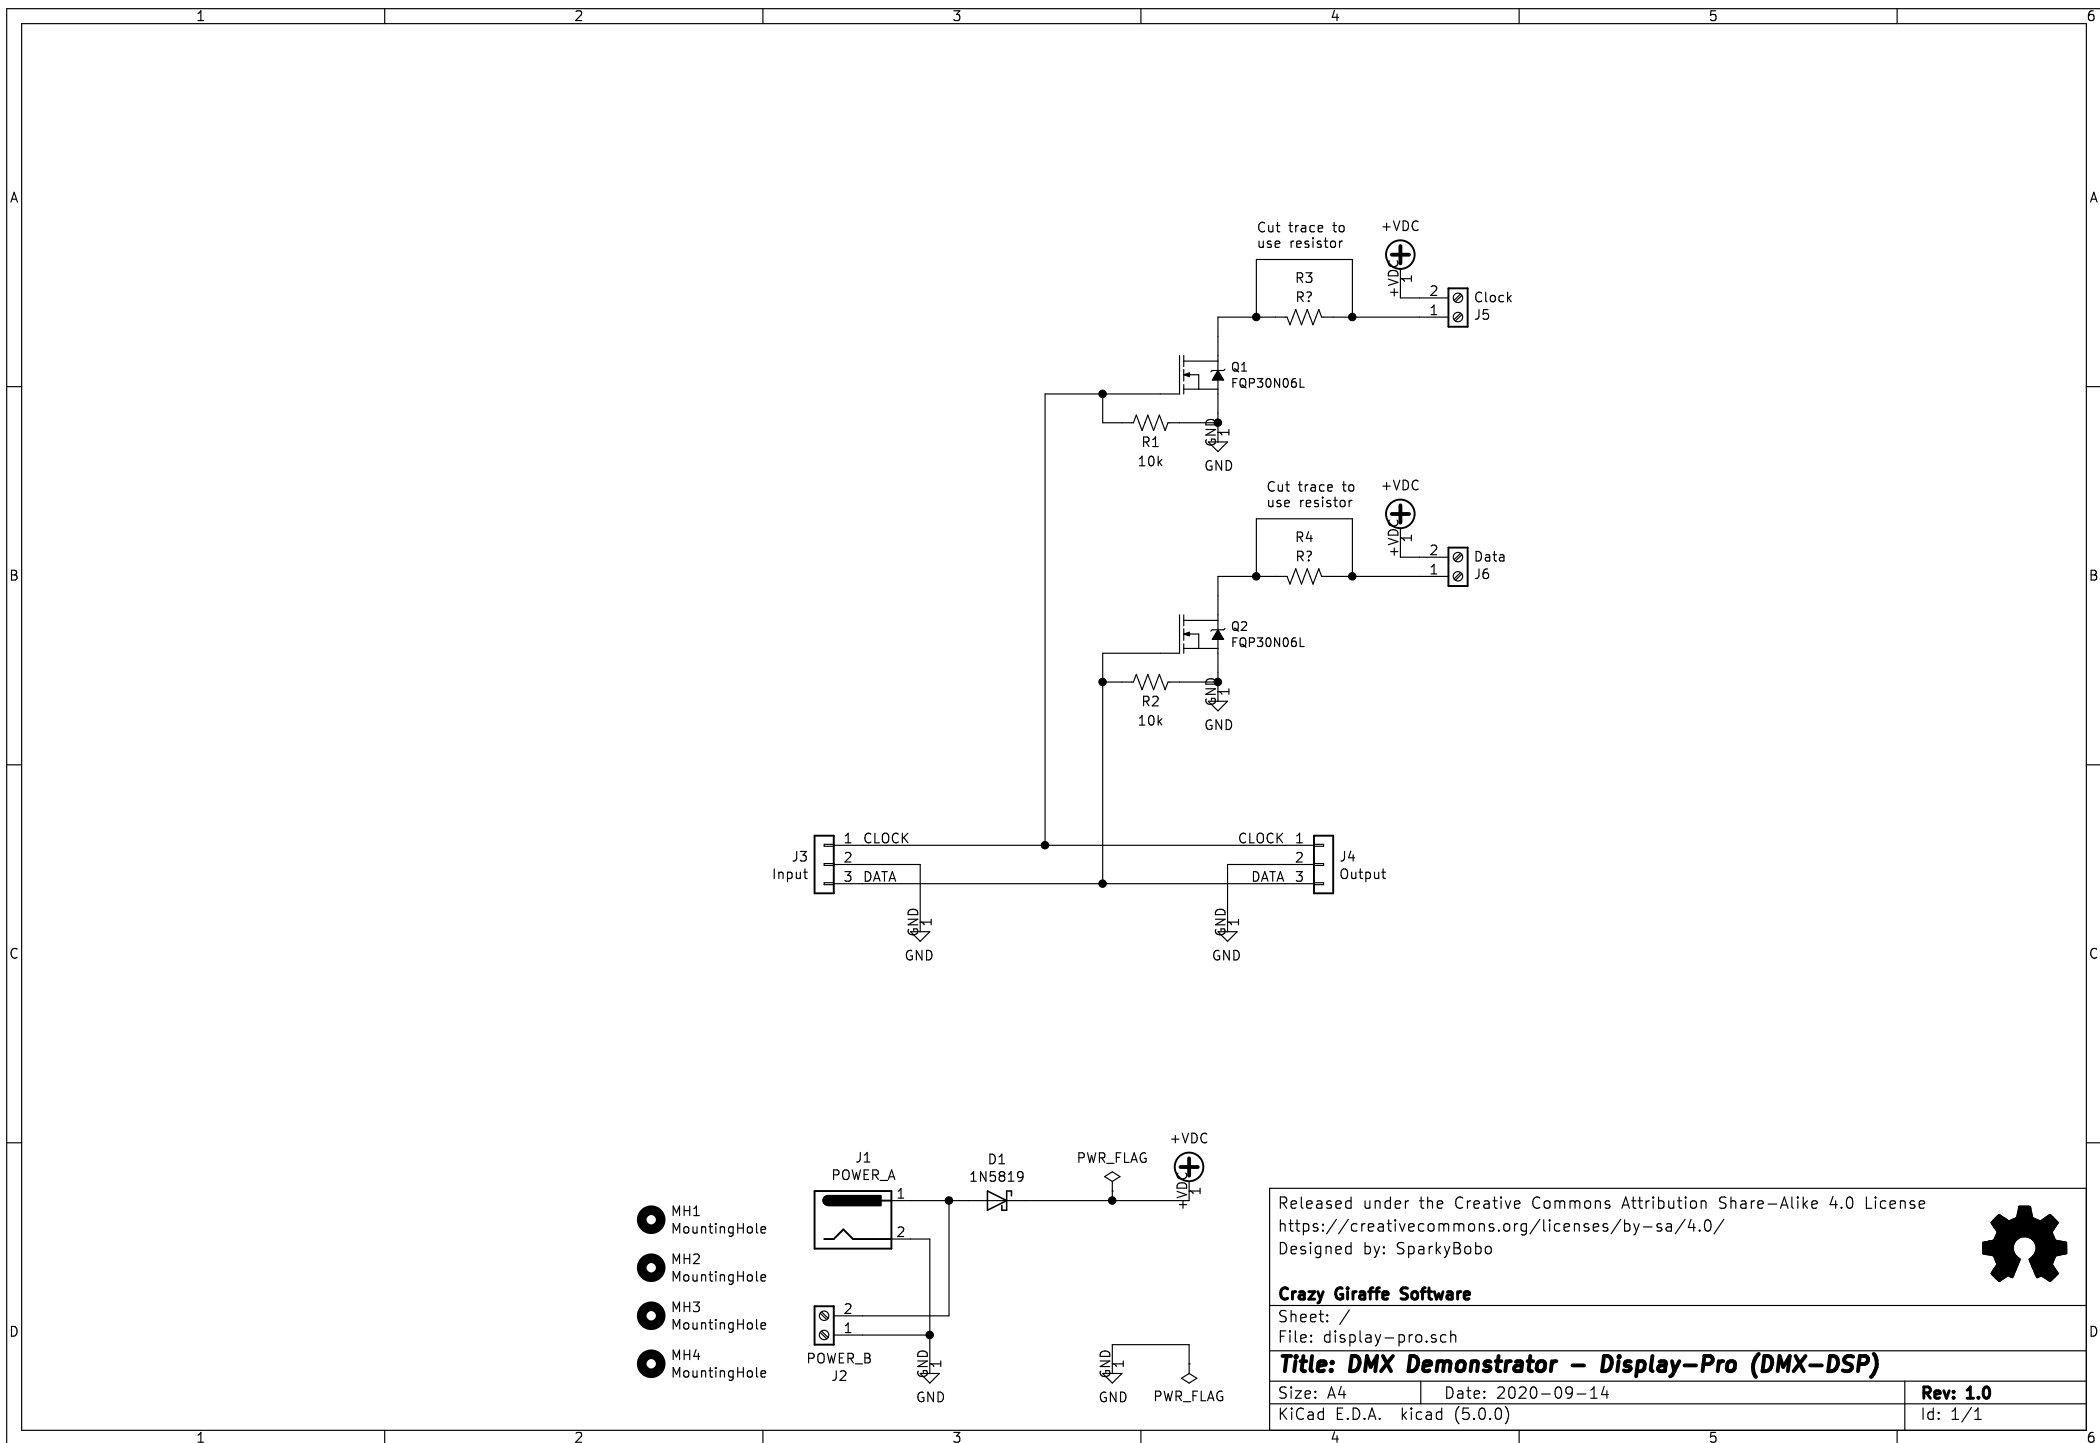 1 2 3 4 5 6
A A
Cut trace to
use resistor
+VDC
+VDC
1
R3
R?
2 Clock
1 J5
Q1
FQP30N06L
GND
1
R1
10k
GND
Cut trace to
use resistor
+VDC
+VDC
1
R4
R?
2 Data
1 J6
B B
Q2
FQP30N06L
GND
1
R2
10k
GND
J3
Input
1 CLOCK
2
3 DATA
CLOCK 1
2
DATA 3
J4
Output
GND
1
GND
GND
1
GND
C C
J1
POWER_A
1
2
D1
1N5819
PWR_FLAG
+VDC
+VDC
1
MH1
MountingHole
MH2
MountingHole
MH3
MountingHole
MH4
MountingHole
2
1
POWER_B
J2
GND
1
GND
GND
1
GND
PWR_FLAG
D D
Released under the Creative Commons Attribution Share-Alike 4.0 License
https://creativecommons.org/licenses/by-sa/4.0/
Designed by: SparkyBobo
Crazy Giraffe Software
Sheet: /
File: display-pro.sch
Title: DMX Demonstrator - Display-Pro (DMX-DSP)
Size: A4 Date: 2020-09-14 Rev: 1.0
KiCad E.D.A. kicad (5.0.0) Id: 1/1
1 2 3 4 5 6